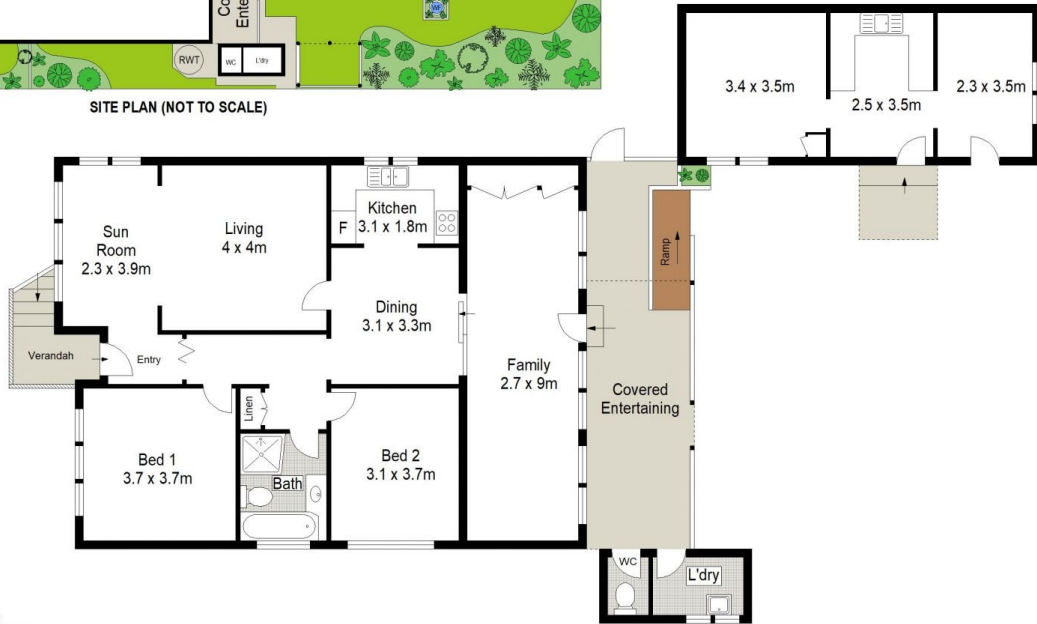 WF
RWT
WC
L'dry
SITE PLAN (NOT TO SCALE)
3.4 x 3.5m
2.5 x 3.5m
2.3 x 3.5m
Sun
Room
2.3 x 3.9m
Living
4 x 4m
Kitchen
3.1 x 1.8m
F
Dining
3.1 x 3.3m
Ramp
Verandah
Entry
Family
2.7 x 9m
Covered
Entertaining
Linen
Bed 1
3.7 x 3.7m
Bath
Bed 2
3.1 x 3.7m
WC
L'dry